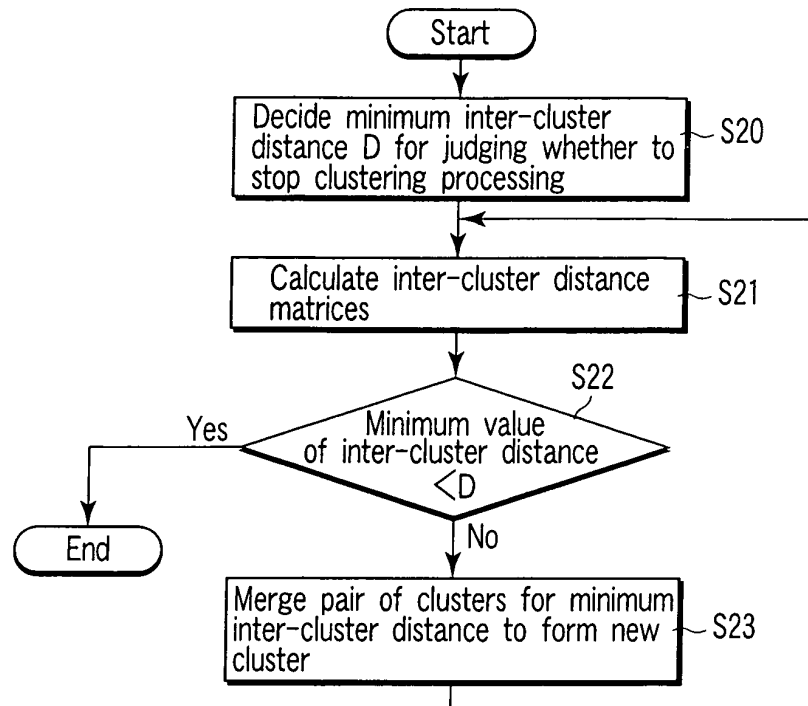 Start
Decide minimum inter-cluster
distance D for judging whether to
stop clustering processing
S20
Calculate inter-cluster distance
matrices
S21
S22
Minimum value
of inter-cluster distance
<D
Yes
End
No
Merge pair of clusters for minimum
inter-cluster distance to form new
cluster
S23